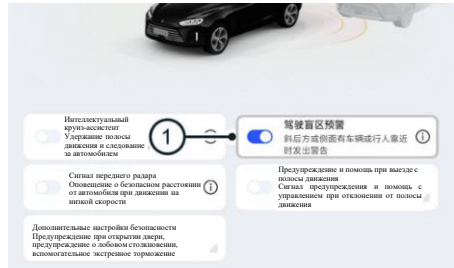 Интеллектуальный
круиз-ассистент
Удержание полосы
движения и следование
за автомобилем
1
驾驶盲区预警
斜后方或侧面有车辆或行人靠近
时发出警告
Сигнал переднего радара
Оповещение о безопасном расстоянии
от автомобиля при движении на
низкой скорости
Предупреждение и помощь при выезде с
полосы движения
Сигнал предупреждения и помощь с
управлением при отклонении от полосы
движения
Дополнительные настройки безопасности
Предупреждение при открытии двери,
предупреждение о лобовом столкновении,
вспомогательное экстренное торможение